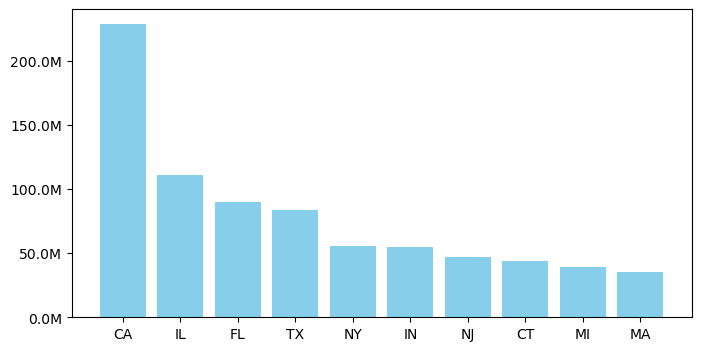 200.0M
150.0M
100.0M
50.0M
0.0M
CA IL FL TX NY IN NJ CT MI MA